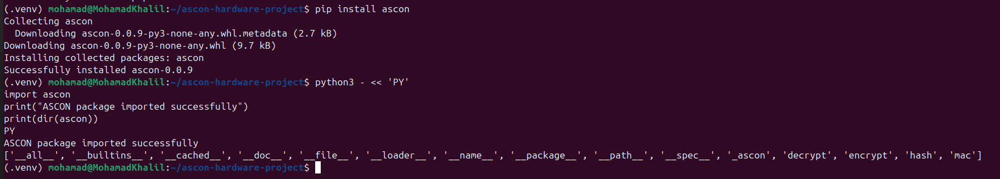 (.venv) mohamad@MohamadKhalil:~/ascon-hardware-project$ pip install ascon
Collecting ascon
  Downloading ascon-0.0.9-py3-none-any.whl.metadata (2.7 kB)
Downloading ascon-0.0.9-py3-none-any.whl (9.7 kB)
Installing collected packages: ascon
Successfully installed ascon-0.0.9
(.venv) mohamad@MohamadKhalil:~/ascon-hardware-project$ python3 - << 'PY'
import ascon
print("ASCON package imported successfully")
print(dir(ascon))
PY
ASCON package imported successfully
['__all__', '__builtins__', '__cached__', '__doc__', '__file__', '__loader__', '__name__', '__package__', '__path__', '__spec__', '_ascon', 'decrypt', 'encrypt', 'hash', 'mac']
(.venv) mohamad@MohamadKhalil:~/ascon-hardware-project$